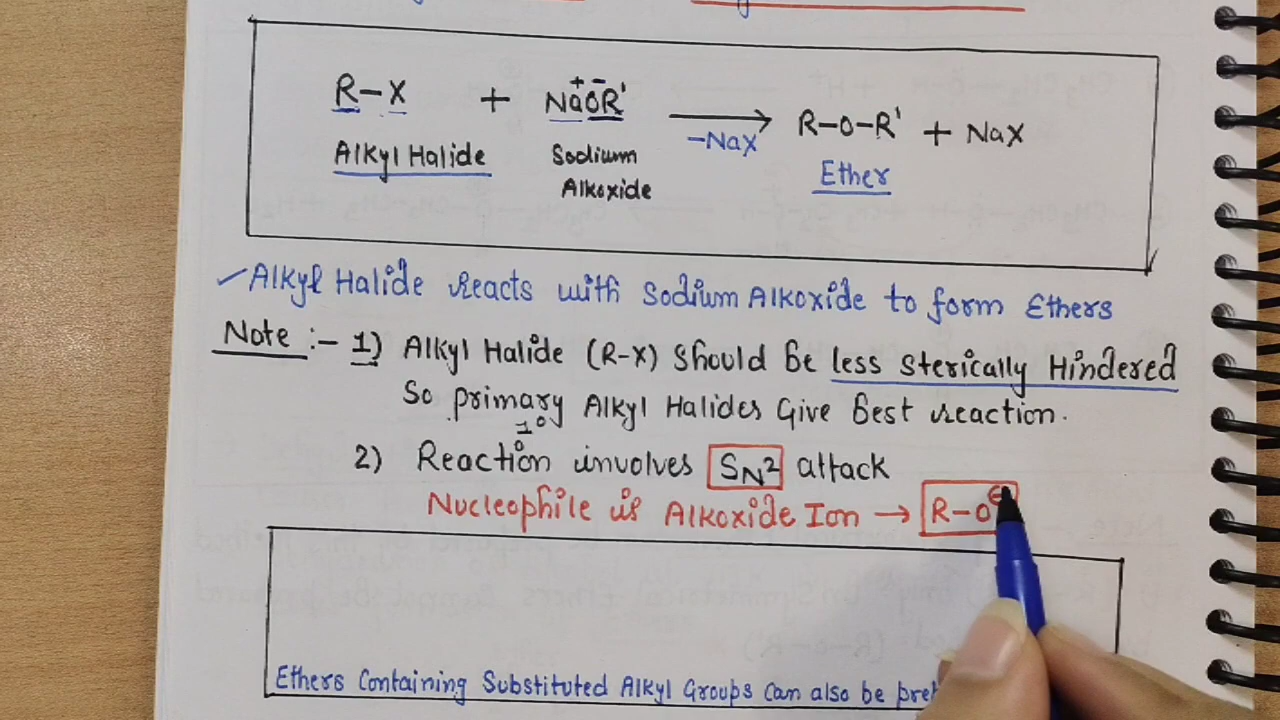 R-X + NaOR' → R-O-R' + NaX
+ −
-NaX
Alkyl Halide Sodium Alkoxide Ether
✓Alkyl Halide reacts with Sodium Alkoxide to form Ethers
Note :- 1) Alkyl Halide (R-X) should be less sterically Hindered
So primary Alkyl Halides Give Best reaction.
1°
2) Reaction involves SN2 attack
Nucleophile is Alkoxide Ion → R-O⊖
Ethers Containing Substituted Alkyl Groups Can also be